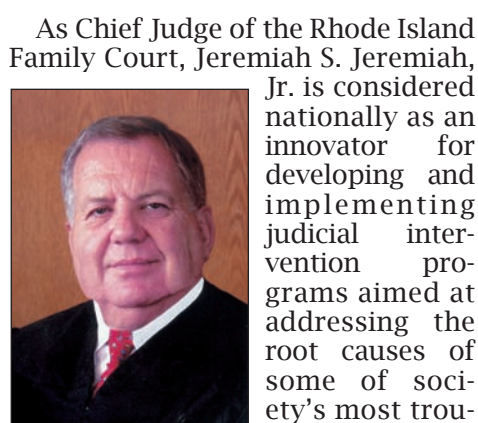 As Chief Judge of the Rhode Island
Family Court, Jeremiah S. Jeremiah,
Jr. is considered
nationally as an
innovator for
developing and
implementing
judicial inter-
vention pro-
grams aimed at
addressing the
root causes of
some of soci-
ety's most trou-